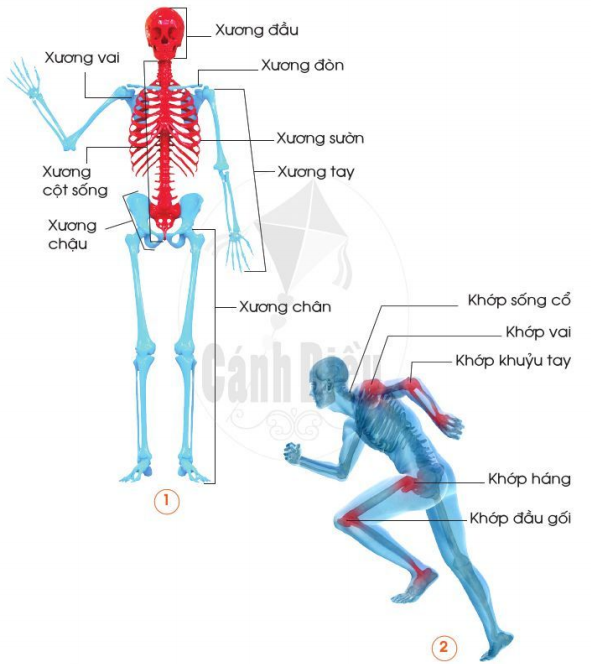 Xương đầu
Xương vai
Xương đòn
Xương sườn
Xương
cột sống
Xương tay
Xương
chậu
Xương chân
Cánh Diều
1
Khớp sống cổ
Khớp vai
Khớp khuỷu tay
Khớp háng
Khớp đầu gối
2